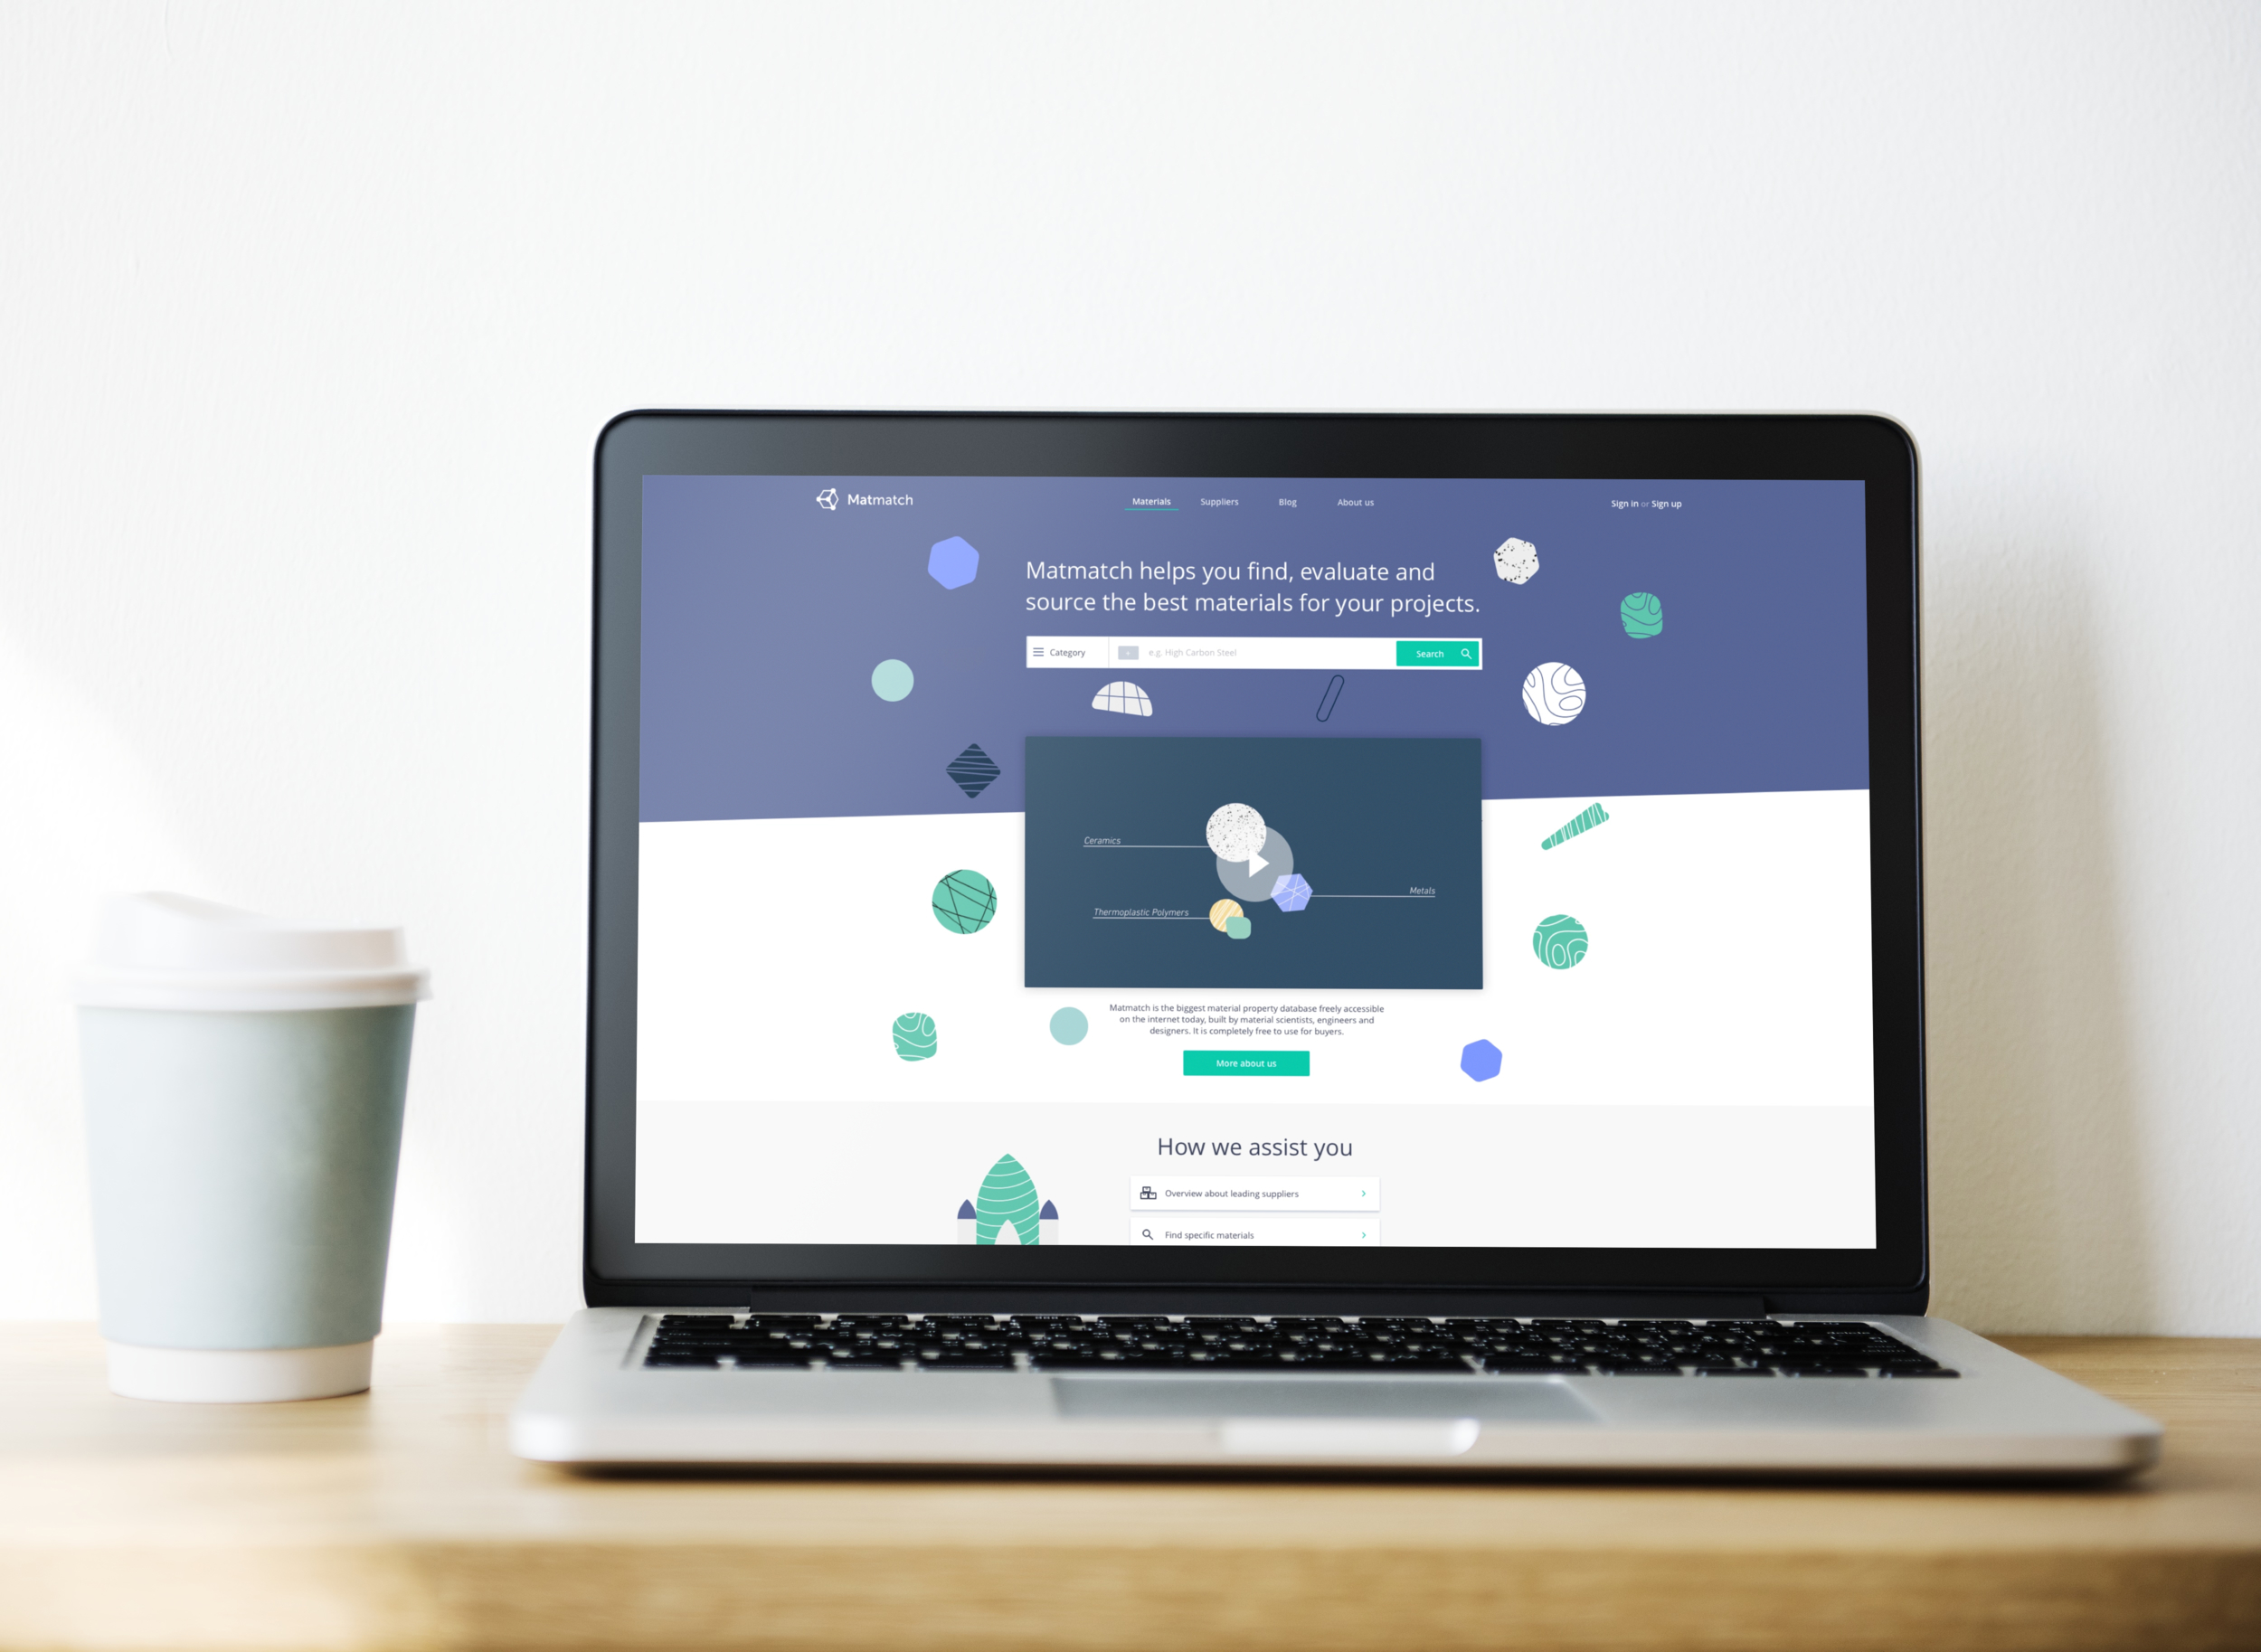 Matmatch
Materials
Suppliers
Blog
About us
Sign in or Sign up
Matmatch helps you find, evaluate and
source the best materials for your projects.
Category
e.g. High Carbon Steel
Search
Ceramics
Metals
Thermoplastic Polymers
Matmatch is the biggest material property database freely accessible
on the internet today, built by material scientists, engineers and
designers. It is completely free to use for buyers.
More about us
How we assist you
Overview about leading suppliers
Find specific materials